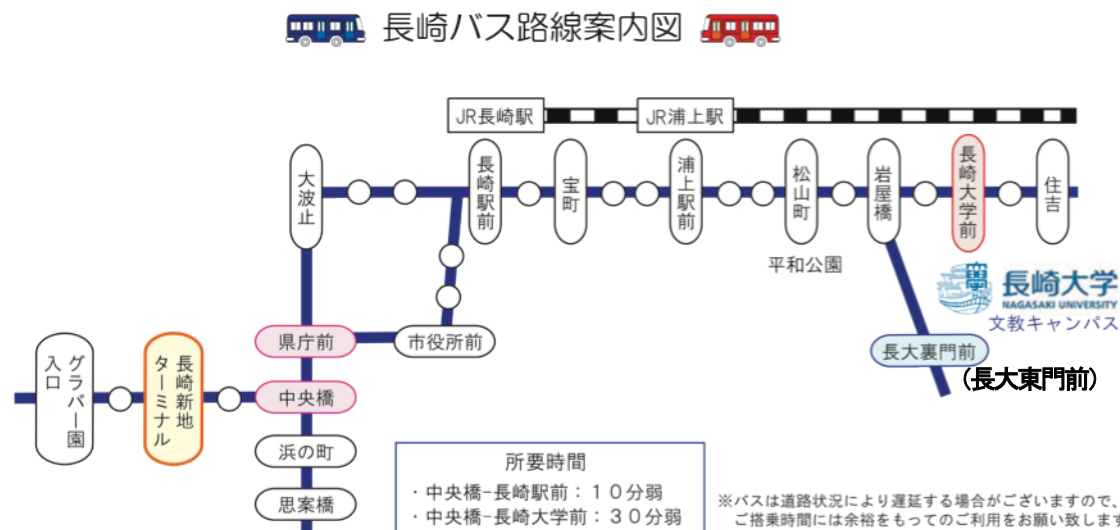 長崎バス路線案内図
JR長崎駅
JR浦上駅
大波止
長崎駅前
宝町
浦上駅前
松山町
岩屋橋
長崎大学前
住吉
平和公園
長崎大学
NAGASAKI UNIVERSITY
文教キャンパス
県庁前
市役所前
長大裏門前
(長大東門前)
グラバー園
入口
長崎新地
ターミナル
中央橋
浜の町
思案橋
所要時間
・中央橋-長崎駅前：１０分弱
・中央橋-長崎大学前：３０分弱
※バスは道路状況により遅延する場合がございますので、
ご搭乗時間には余裕をもってのご利用をお願い致しま